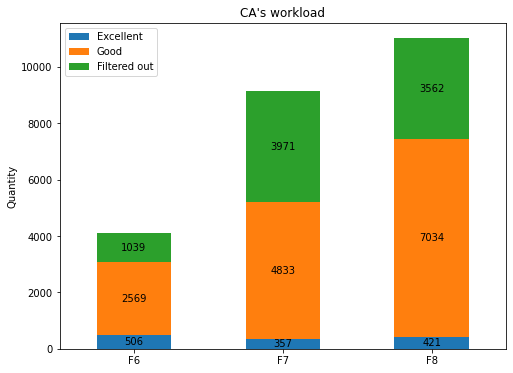 CA's workload
Excellent
Good
Filtered out
Quantity
10000
8000
6000
4000
2000
0
1039
2569
506
3971
4833
357
3562
7034
421
F6
F7
F8